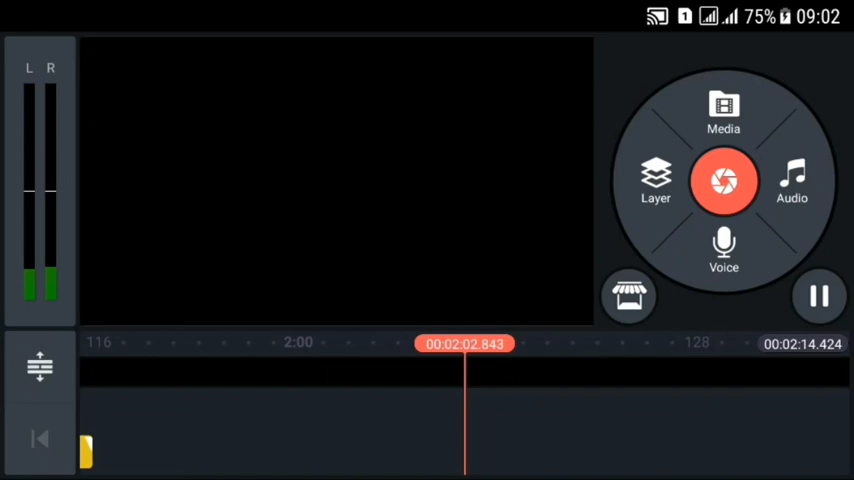 1 75% 09:02
L R
Media
Layer
Audio
Voice
116 2:00 00:02:02.843 128 00:02:14.424